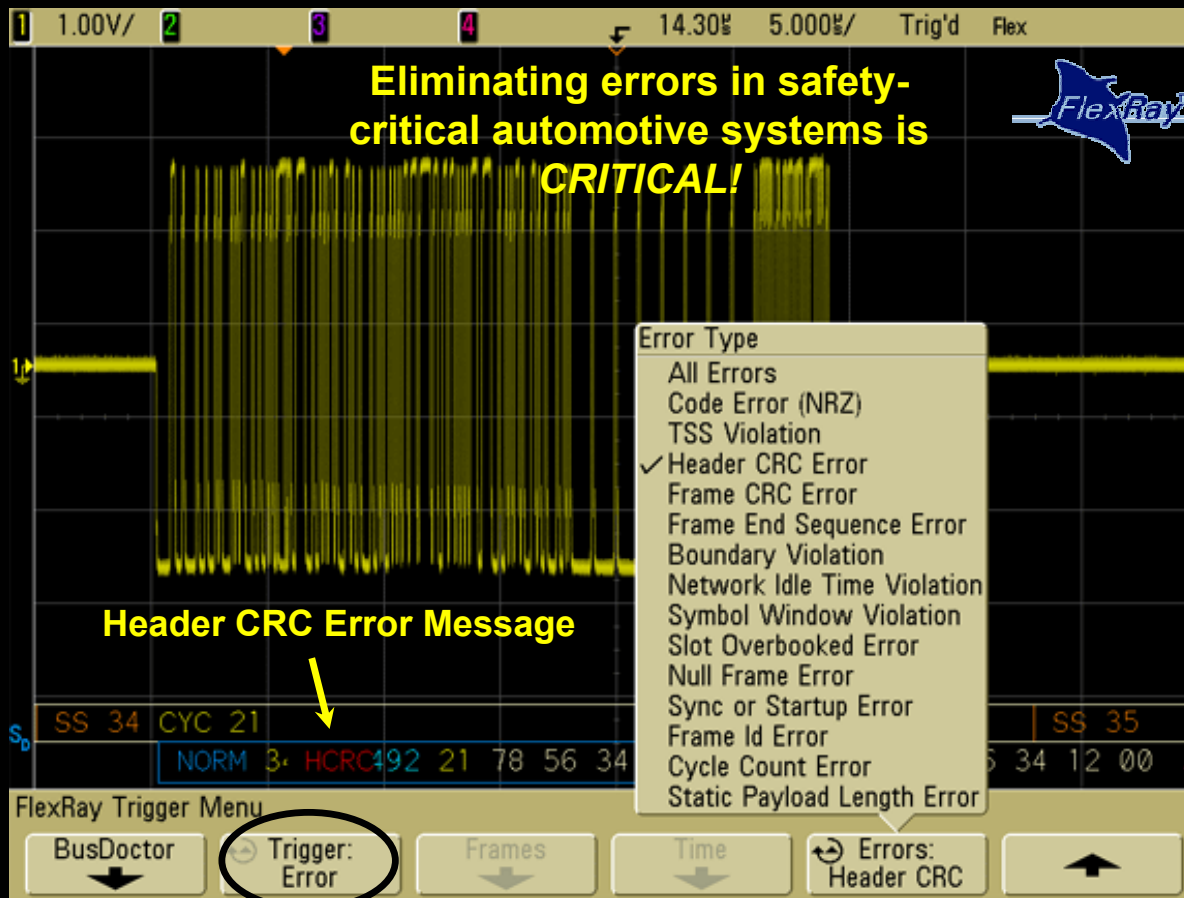 1 1.00V/ 2 3 4 14.30 5.000 / Trig'd Flex
Eliminating errors in safety-
critical automotive systems is
CRITICAL!
FlexRay
1
Error Type
All Errors
Code Error (NRZ)
TSS Violation
✓ Header CRC Error
Frame CRC Error
Frame End Sequence Error
Boundary Violation
Network Idle Time Violation
Symbol Window Violation
Slot Overbooked Error
Null Frame Error
Sync or Startup Error
Frame Id Error
Cycle Count Error
Static Payload Length Error
Header CRC Error Message
SS 34 CYC 21 SS 35
SD
NORM HCRC 492 21 78 56 34 34 12 00
FlexRay Trigger Menu
BusDoctor
Trigger:
Error
Frames
Time
Errors:
Header CRC